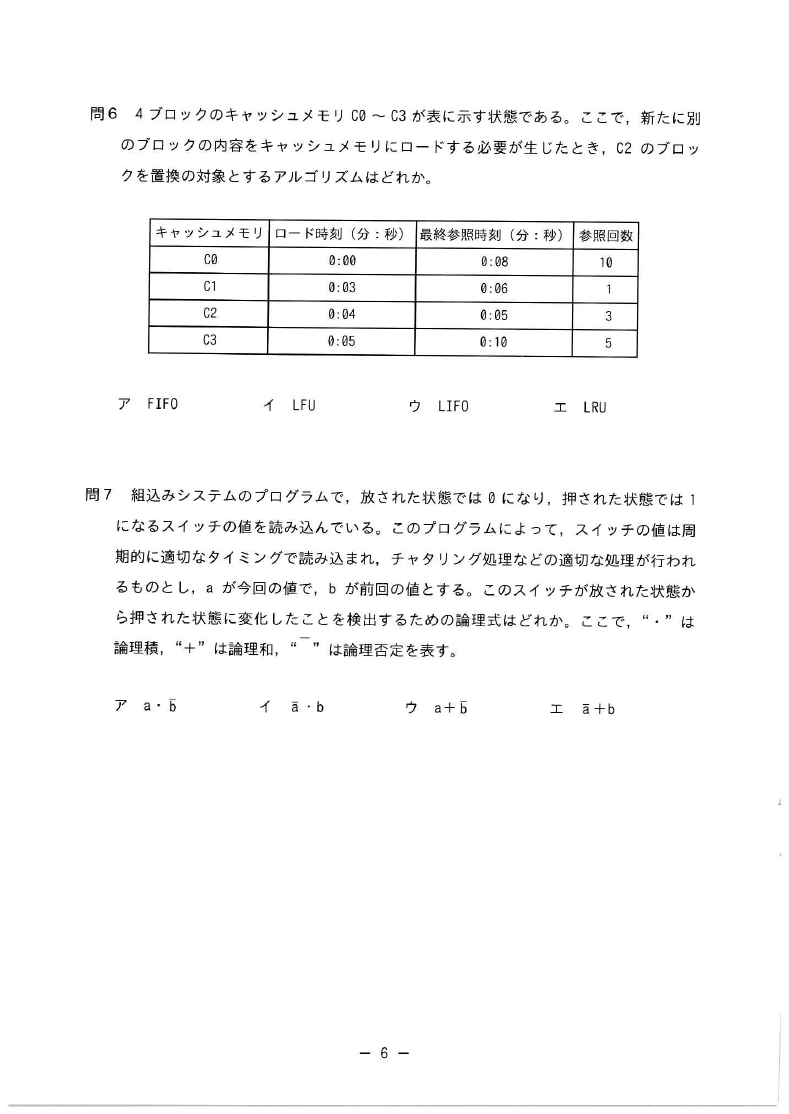 問6 4 ブロックのキャッシュメモリ C0 ～ C3 が表に示す状態である。ここで，新たに別
のブロックの内容をキャッシュメモリにロードする必要が生じたとき，C2 のブロッ
クを置換の対象とするアルゴリズムはどれか。
キャッシュメモリ ロード時刻（分：秒） 最終参照時刻（分：秒） 参照回数
C0 0:00 0:08 10
C1 0:03 0:06 1
C2 0:04 0:05 3
C3 0:05 0:10 5
ア FIFO イ LFU ウ LIFO エ LRU
問7 組込みシステムのプログラムで，放された状態では 0 になり，押された状態では 1
になるスイッチの値を読み込んでいる。このプログラムによって，スイッチの値は周
期的に適切なタイミングで読み込まれ，チャタリング処理などの適切な処理が行われ
るものとし，a が今回の値で，b が前回の値とする。このスイッチが放された状態か
ら押された状態に変化したことを検出するための論理式はどれか。ここで，“・” は
論理積，“＋” は論理和，“‾” は論理否定を表す。
ア a・b̅ イ a̅・b ウ a＋b̅ エ a̅＋b
― 6 ―